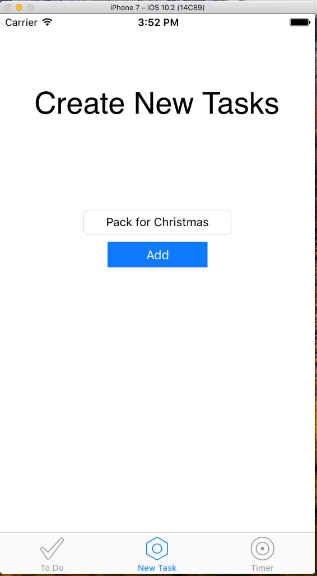 iPhone 7 – iOS 10.2 (14C89)
Carrier 3:52 PM
Create New Tasks
Pack for Christmas
Add
To Do New Task Timer